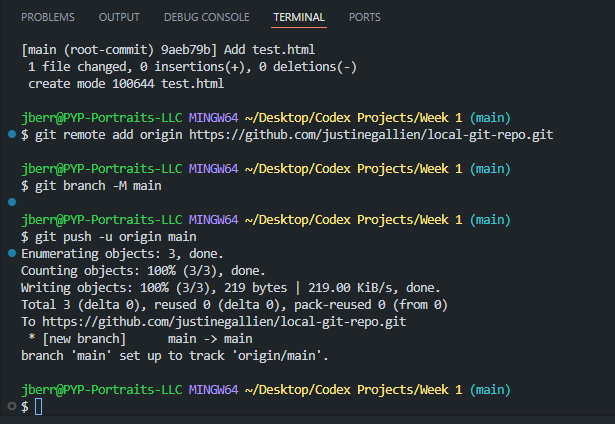 PROBLEMS OUTPUT DEBUG CONSOLE TERMINAL PORTS
[main (root-commit) 9aeb79b] Add test.html
 1 file changed, 0 insertions(+), 0 deletions(-)
 create mode 100644 test.html
jberr@PYP-Portraits-LLC MINGW64 ~/Desktop/Codex Projects/Week 1 (main)
$ git remote add origin https://github.com/justinegallien/local-git-repo.git
jberr@PYP-Portraits-LLC MINGW64 ~/Desktop/Codex Projects/Week 1 (main)
$ git branch -M main
jberr@PYP-Portraits-LLC MINGW64 ~/Desktop/Codex Projects/Week 1 (main)
$ git push -u origin main
Enumerating objects: 3, done.
Counting objects: 100% (3/3), done.
Writing objects: 100% (3/3), 219 bytes | 219.00 KiB/s, done.
Total 3 (delta 0), reused 0 (delta 0), pack-reused 0 (from 0)
To https://github.com/justinegallien/local-git-repo.git
 * [new branch]      main -> main
branch 'main' set up to track 'origin/main'.
jberr@PYP-Portraits-LLC MINGW64 ~/Desktop/Codex Projects/Week 1 (main)
$